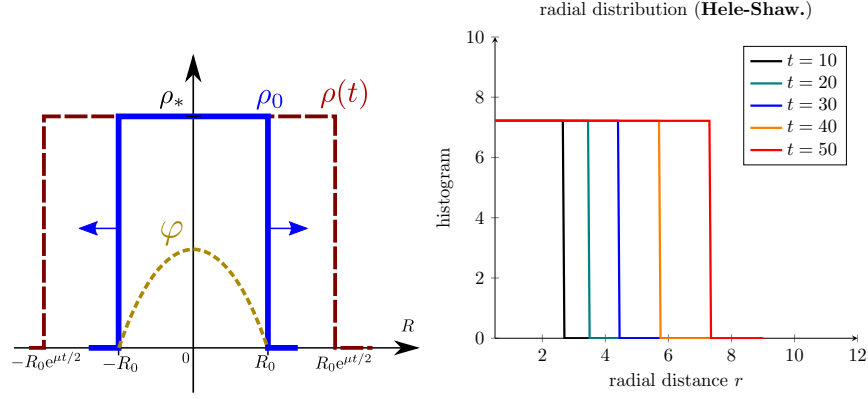 ρ* ρ0 ρ(t)
φ
R
−R0e^{μt/2} −R0 0 R0 R0e^{μt/2}
radial distribution (Hele-Shaw.)
histogram
10
8
6
4
2
0
2 4 6 8 10 12
radial distance r
t = 10
t = 20
t = 30
t = 40
t = 50